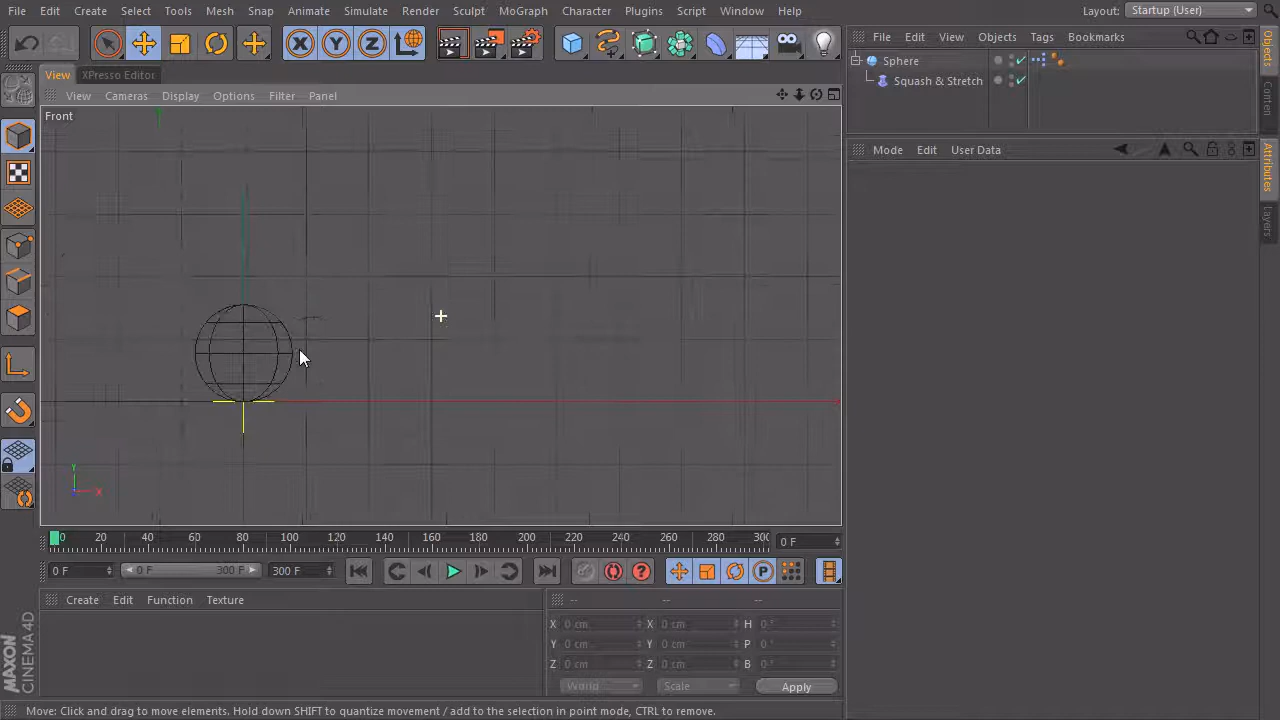 File Edit Create Select Tools Mesh Snap Animate Simulate Render Sculpt MoGraph Character Plugins Script Window Help
Layout: Startup (User)
X Y Z
View XPresso Editor
View Cameras Display Options Filter Panel
Front
Y
X
0 20 40 60 80 100 120 140 160 180 200 220 240 260 280 300
0 F
0 F 0 F 300 F 300 F
P
Create Edit Function Texture
-- -- --
X 0 cm X 0 cm H 0 °
Y 0 cm Y 0 cm P 0 °
Z 0 cm Z 0 cm B 0 °
World Scale Apply
MAXON
CINEMA 4D
Move: Click and drag to move elements. Hold down SHIFT to quantize movement / add to the selection in point mode, CTRL to remove.
File Edit View Objects Tags Bookmarks
Sphere
Squash & Stretch
Mode Edit User Data
Objects
Conten
Attributes
Layers